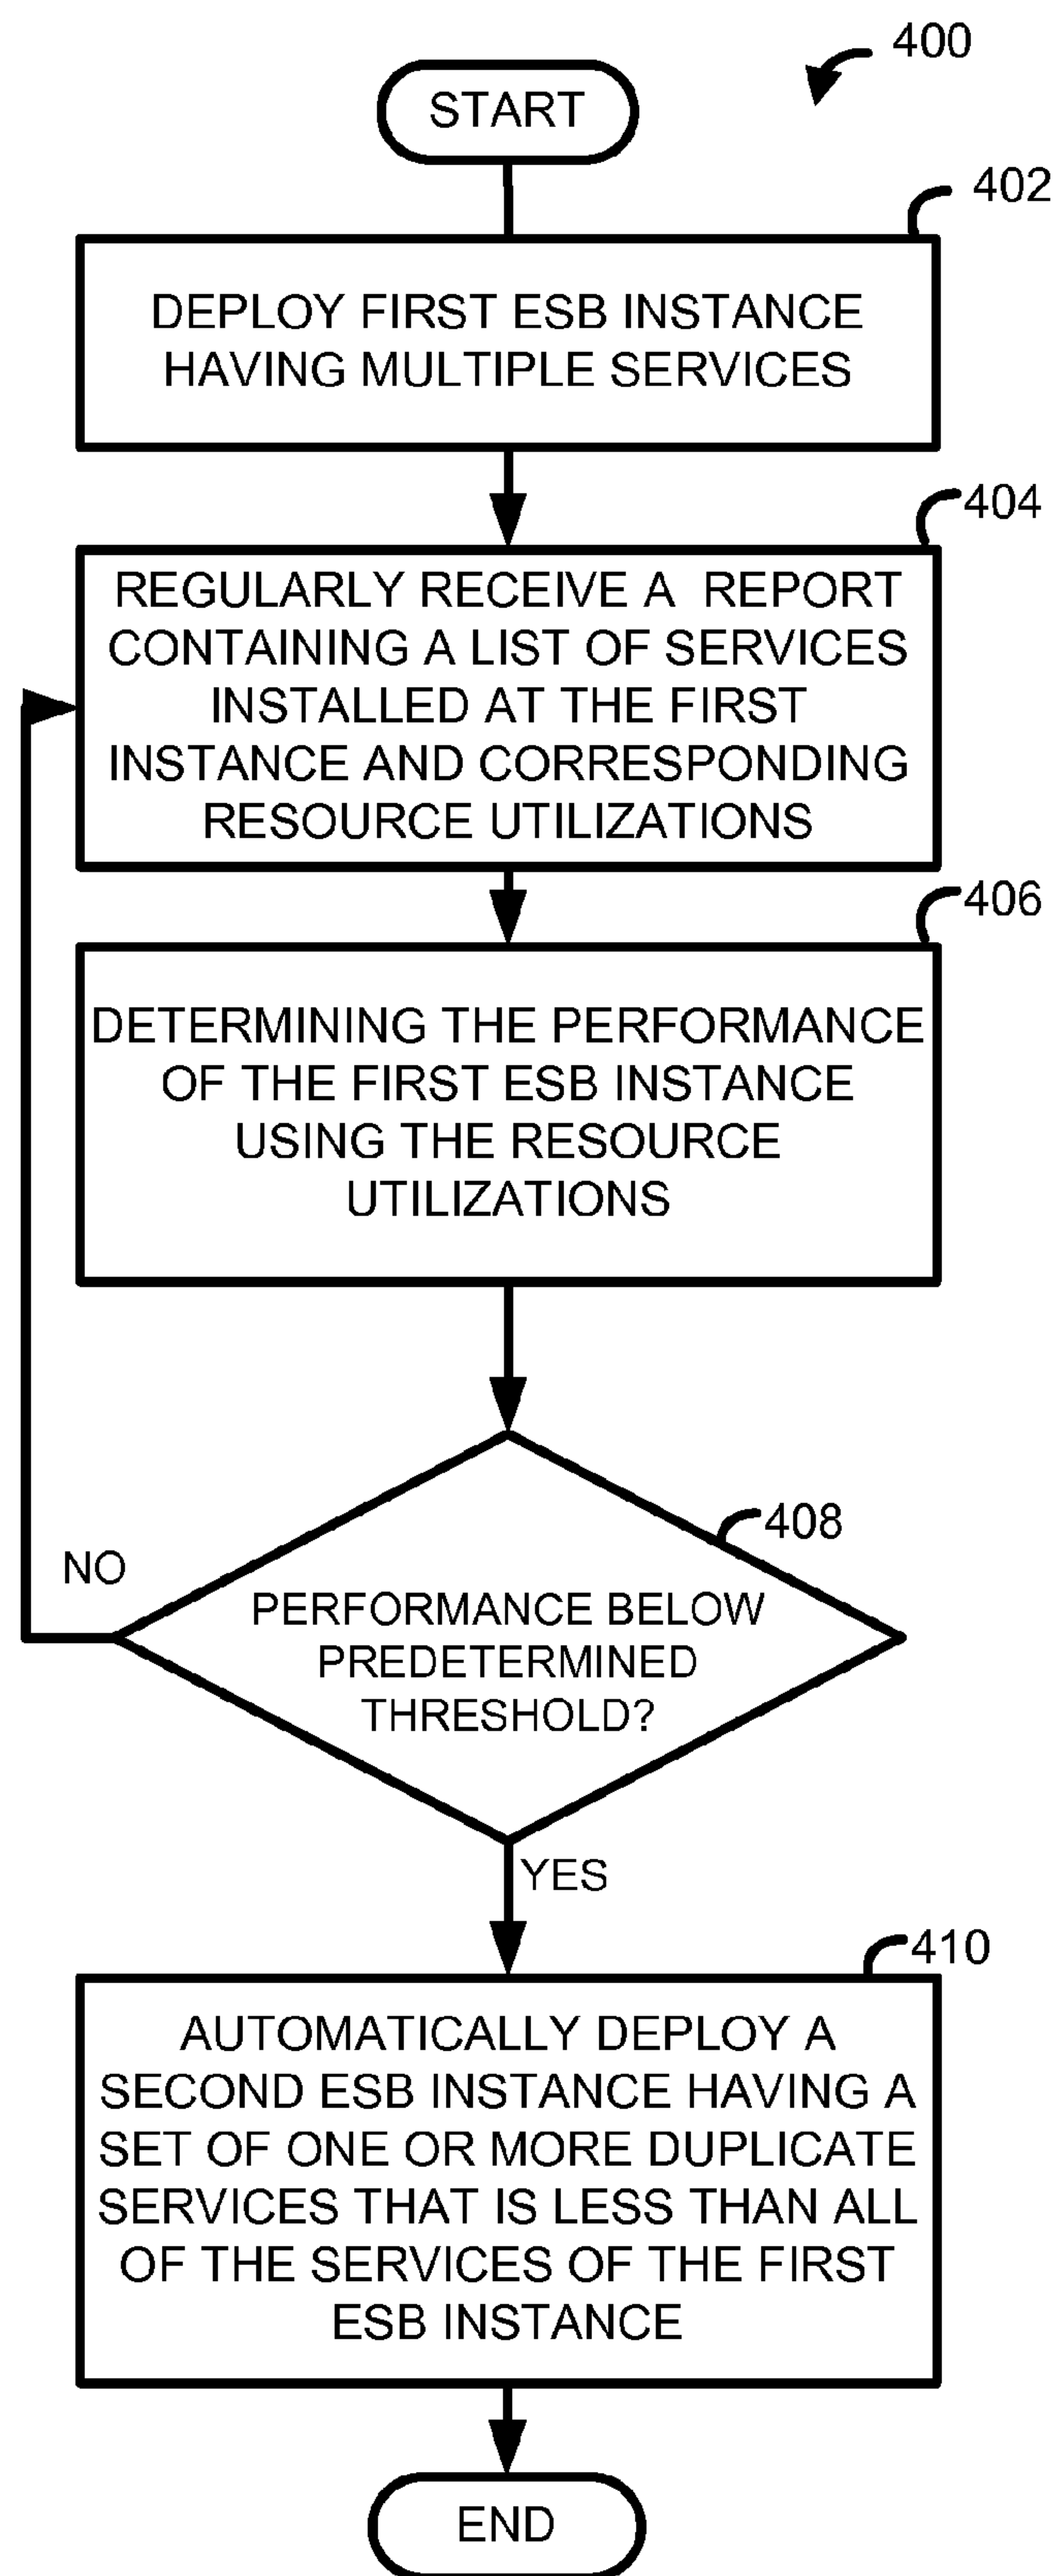 400
START
402
DEPLOY FIRST ESB INSTANCE
HAVING MULTIPLE SERVICES
404
REGULARLY RECEIVE A REPORT
CONTAINING A LIST OF SERVICES
INSTALLED AT THE FIRST
INSTANCE AND CORRESPONDING
RESOURCE UTILIZATIONS
406
DETERMINING THE PERFORMANCE
OF THE FIRST ESB INSTANCE
USING THE RESOURCE
UTILIZATIONS
408
NO
PERFORMANCE BELOW
PREDETERMINED
THRESHOLD?
YES
410
AUTOMATICALLY DEPLOY A
SECOND ESB INSTANCE HAVING A
SET OF ONE OR MORE DUPLICATE
SERVICES THAT IS LESS THAN ALL
OF THE SERVICES OF THE FIRST
ESB INSTANCE
END